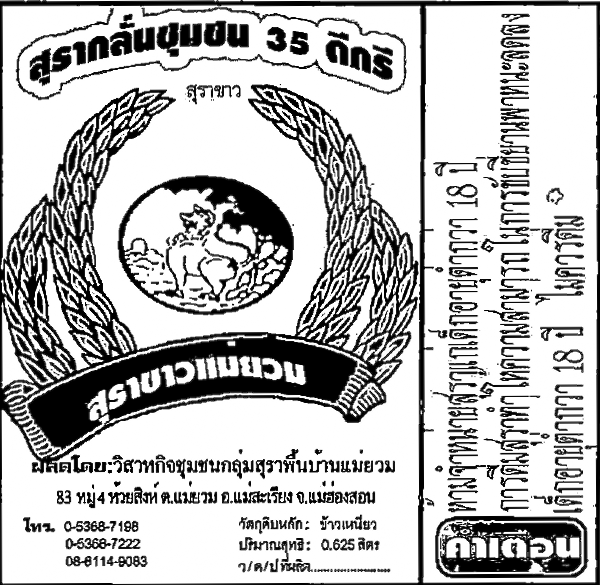 สุรากลั่นชุมชน 35 ดีกรี
สุราขาว
สุราขาวแม่ยวม
ผลิตโดย:วิสาหกิจชุมชนกลุ่มสุราพื้นบ้านแม่ยวม
83 หมู่ 4 ห้วยสิงห์ ต.แม่ยวม อ.แม่สะเรียง จ.แม่ฮ่องสอน
โทร. 0-5368-7198
0-5368-7222
08-6114-9083
วัตถุดิบหลัก: ข้าวเหนียว
ปริมาณสุทธิ: 0.625 ลิตร
ว/ด/ปที่ผลิต..........................
คำเตือน
ห้ามจำหน่ายสุราแก่เด็กอายุต่ำกว่า 18 ปี
การดื่มสุราทำให้ความสามารถในการขับขี่ยานพาหนะลดลง
เด็กอายุต่ำกว่า 18 ปี ไม่ควรดื่ม